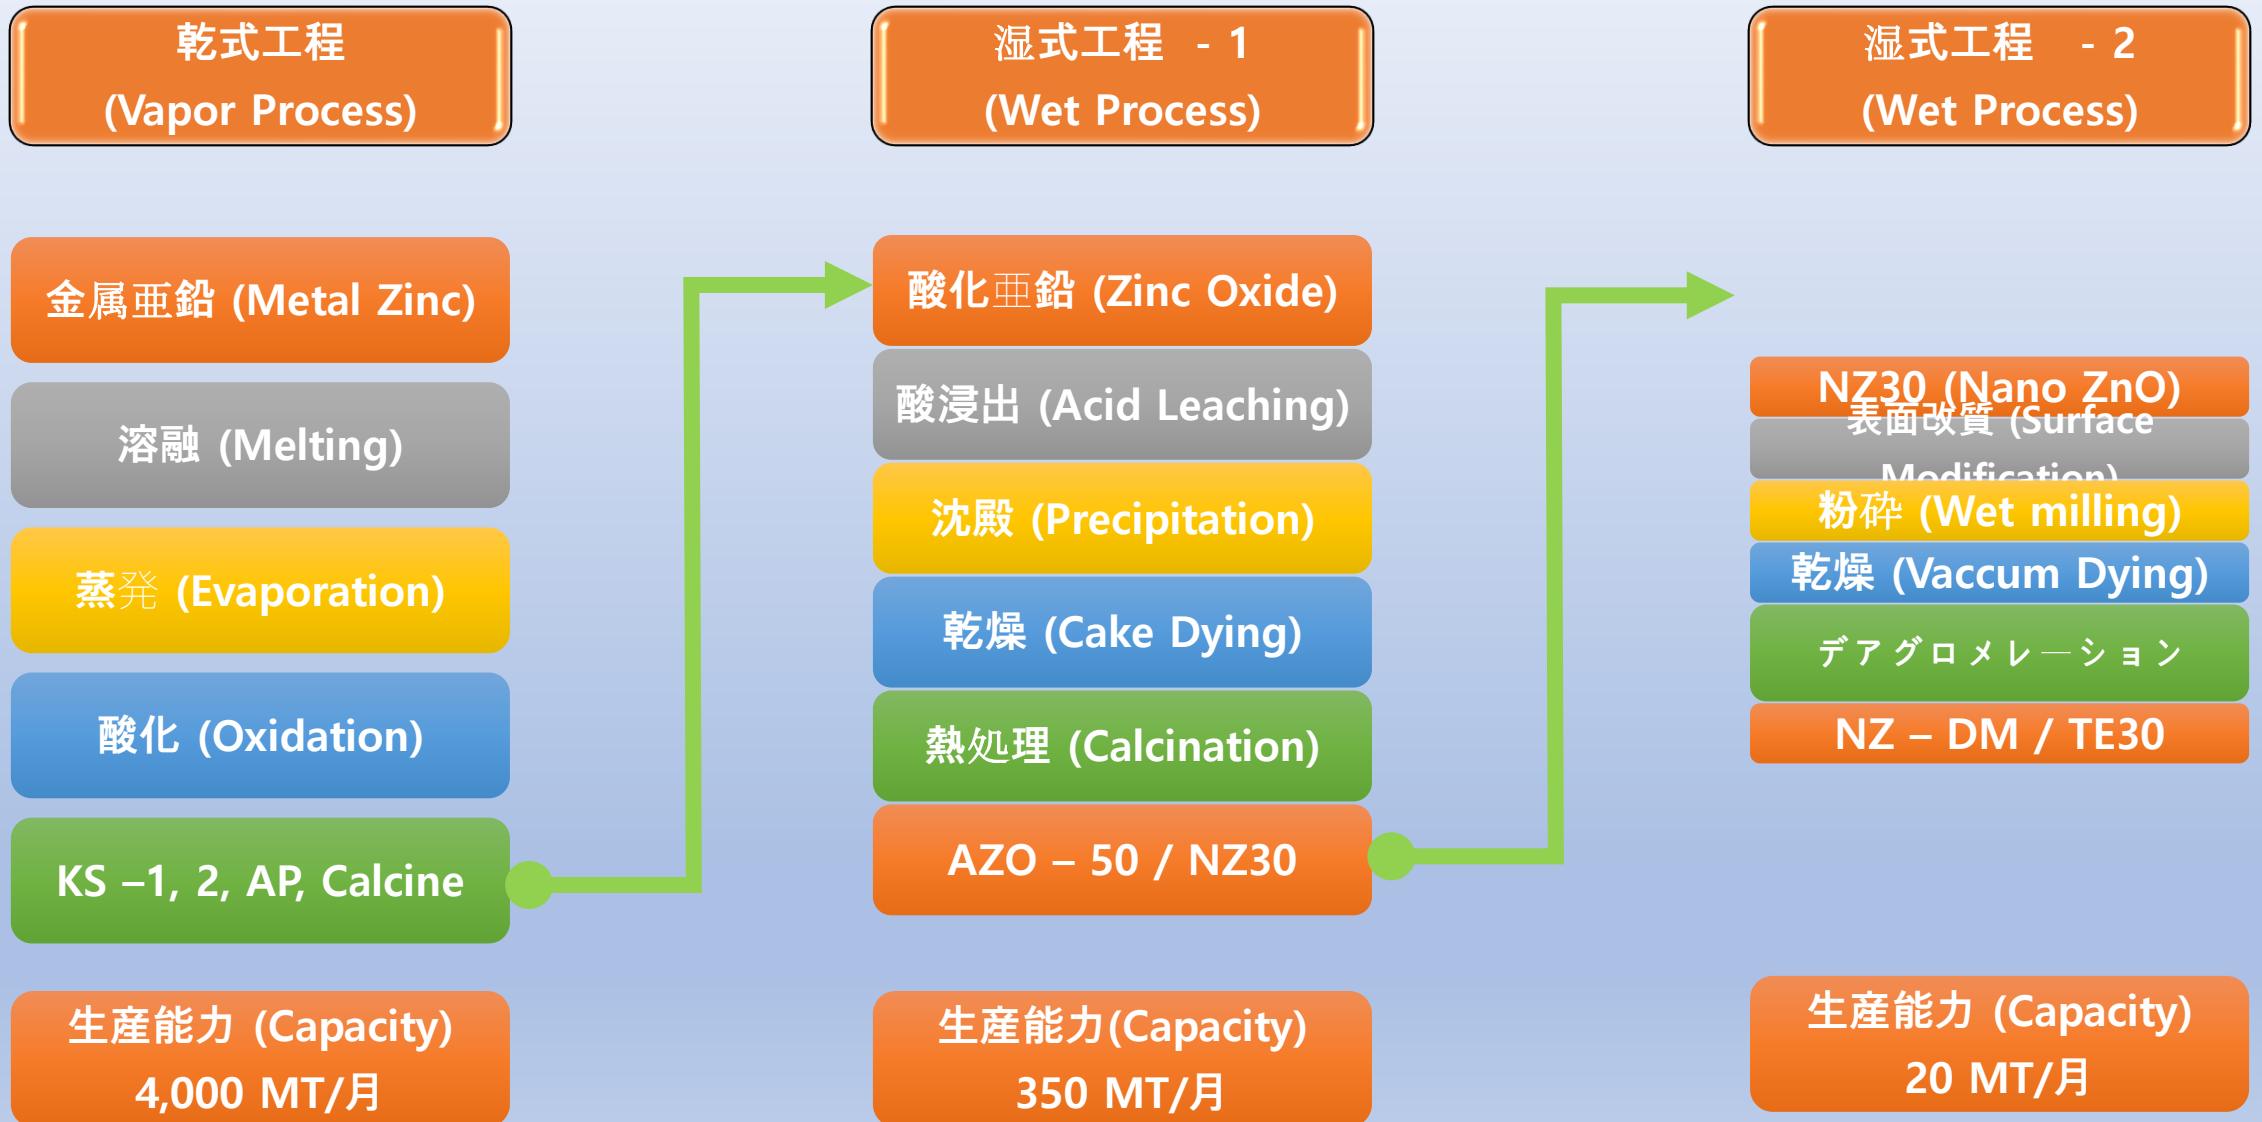 乾式工程
(Vapor Process)
金属亜鉛 (Metal Zinc)
溶融 (Melting)
蒸発 (Evaporation)
酸化 (Oxidation)
KS –1, 2, AP, Calcine
生産能力 (Capacity)
4,000 MT/月
湿式工程 - 1
(Wet Process)
酸化亜鉛 (Zinc Oxide)
酸浸出 (Acid Leaching)
沈殿 (Precipitation)
乾燥 (Cake Dying)
熱処理 (Calcination)
AZO – 50 / NZ30
生産能力(Capacity)
350 MT/月
湿式工程 - 2
(Wet Process)
NZ30 (Nano ZnO)
表面改質 (Surface
Modification)
粉砕 (Wet milling)
乾燥 (Vaccum Dying)
デアグロメレーション
NZ – DM / TE30
生産能力 (Capacity)
20 MT/月